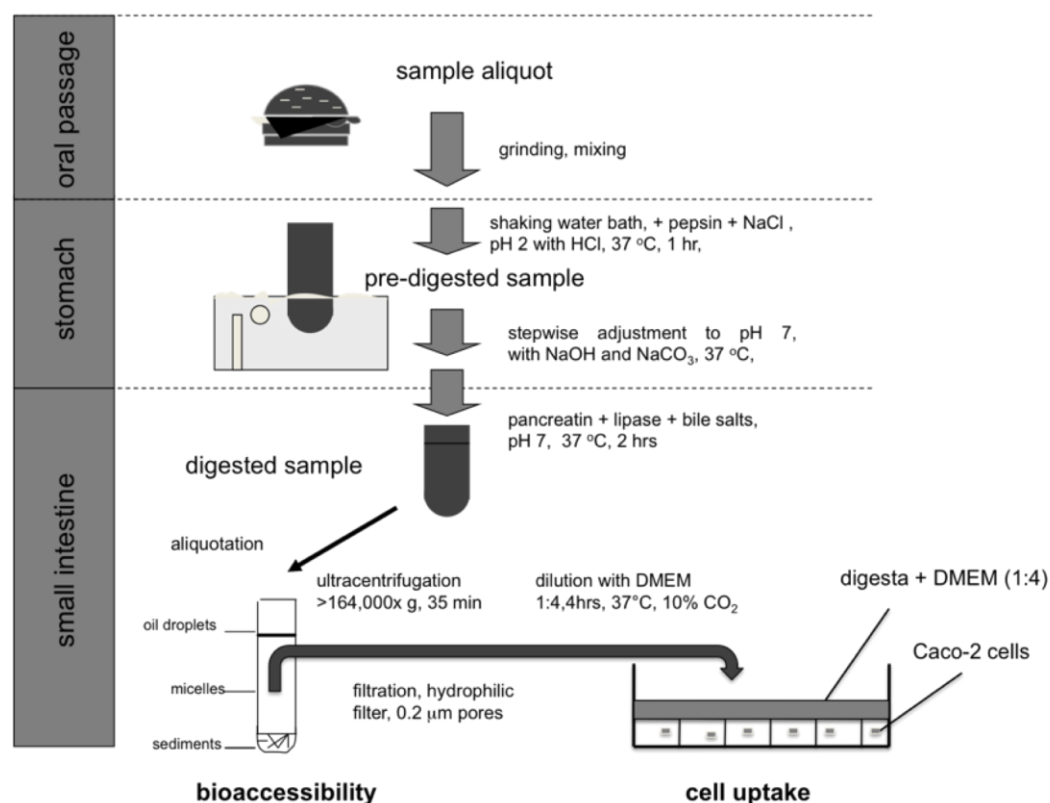 oral passage
sample aliquot
grinding, mixing
stomach
shaking water bath, + pepsin + NaCl ,
pH 2 with HCl, 37 ºC, 1 hr,
pre-digested sample
stepwise adjustment to pH 7,
with NaOH and NaCO₃, 37 ºC,
small intestine
pancreatin + lipase + bile salts,
pH 7, 37 ºC, 2 hrs
digested sample
aliquotation
ultracentrifugation
>164,000x g, 35 min
dilution with DMEM
1:4,4hrs, 37°C, 10% CO₂
digesta + DMEM (1:4)
oil droplets
Caco-2 cells
micelles
filtration, hydrophilic
filter, 0.2 μm pores
sediments
bioaccessibility
cell uptake